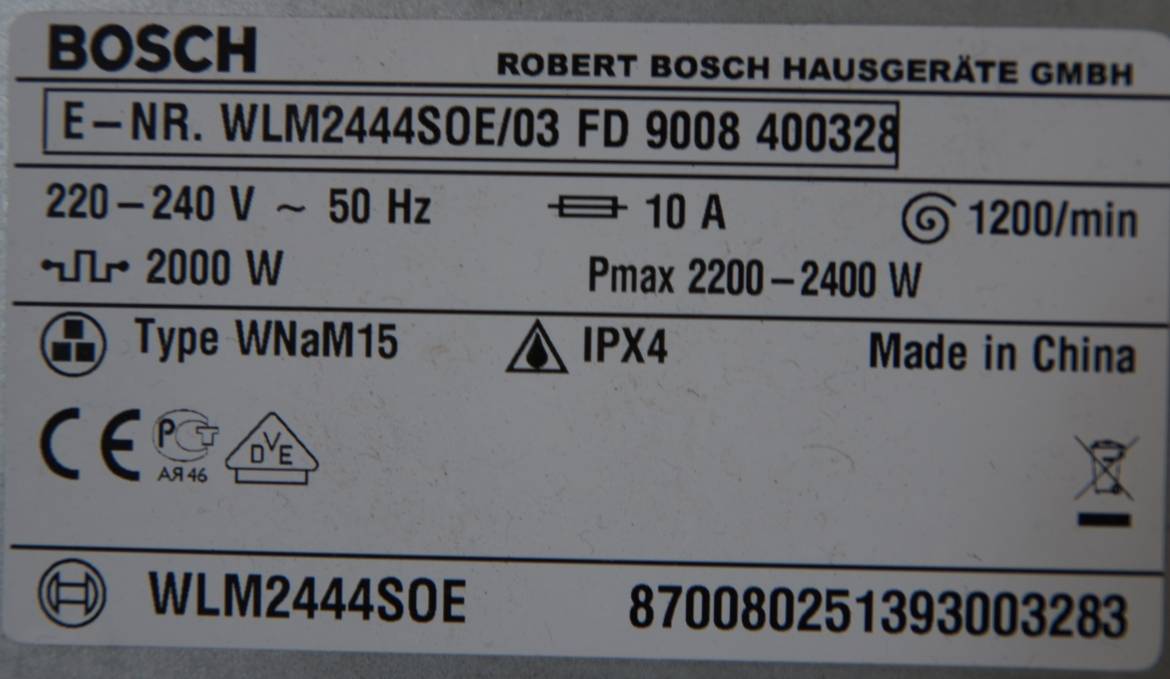 BOSCH
ROBERT BOSCH HAUSGERÄTE GMBH
E-NR. WLM2444SOE/03 FD 9008 400328
220-240 V ~ 50 Hz 10 A 1200/min
2000 W Pmax 2200-2400 W
Type WNaM15 IPX4 Made in China
CE РСТ DVE
АЯ46
WLM2444SOE 870080251393003283